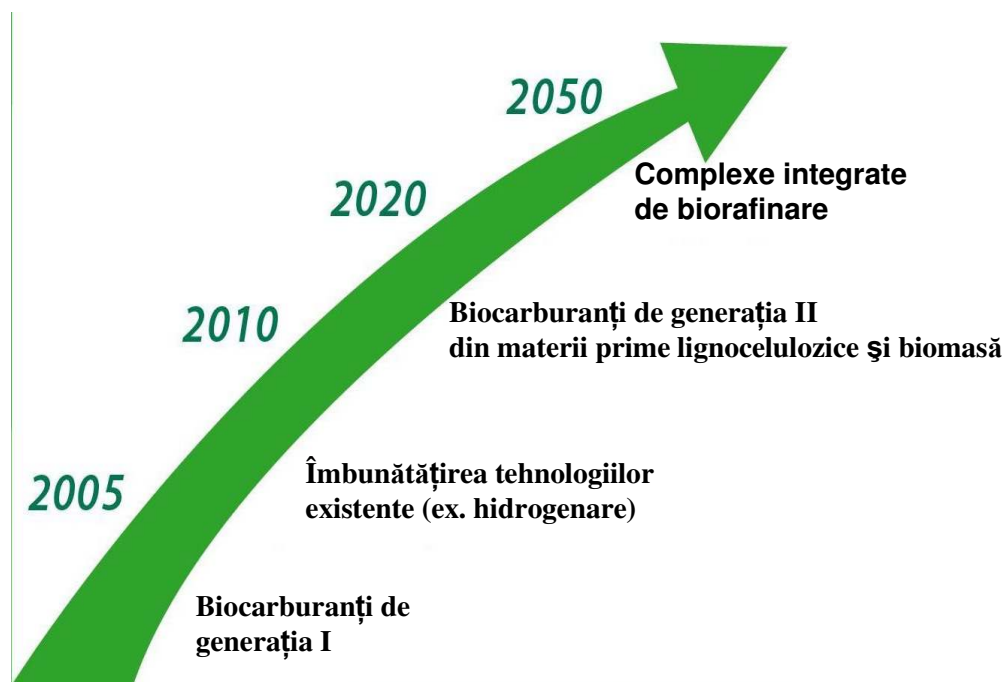 2050
Complexe integrate
de biorafinare
2020
2010
Biocarburanți de generația II
din materii prime lignocelulozice şi biomasă
2005
Îmbunătățirea tehnologiilor
existente (ex. hidrogenare)
Biocarburanți de
generația I